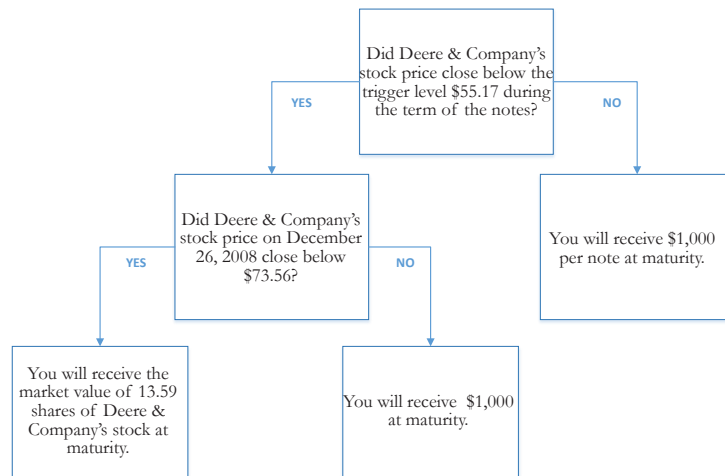 Did Deere & Company's
stock price close below the
trigger level $55.17 during
the term of the notes?
YES
NO
Did Deere & Company's
stock price on December
26, 2008 close below
$73.56?
You will receive $1,000
per note at maturity.
YES
NO
You will receive the
market value of 13.59
shares of Deere &
Company's stock at
maturity.
You will receive $1,000
at maturity.